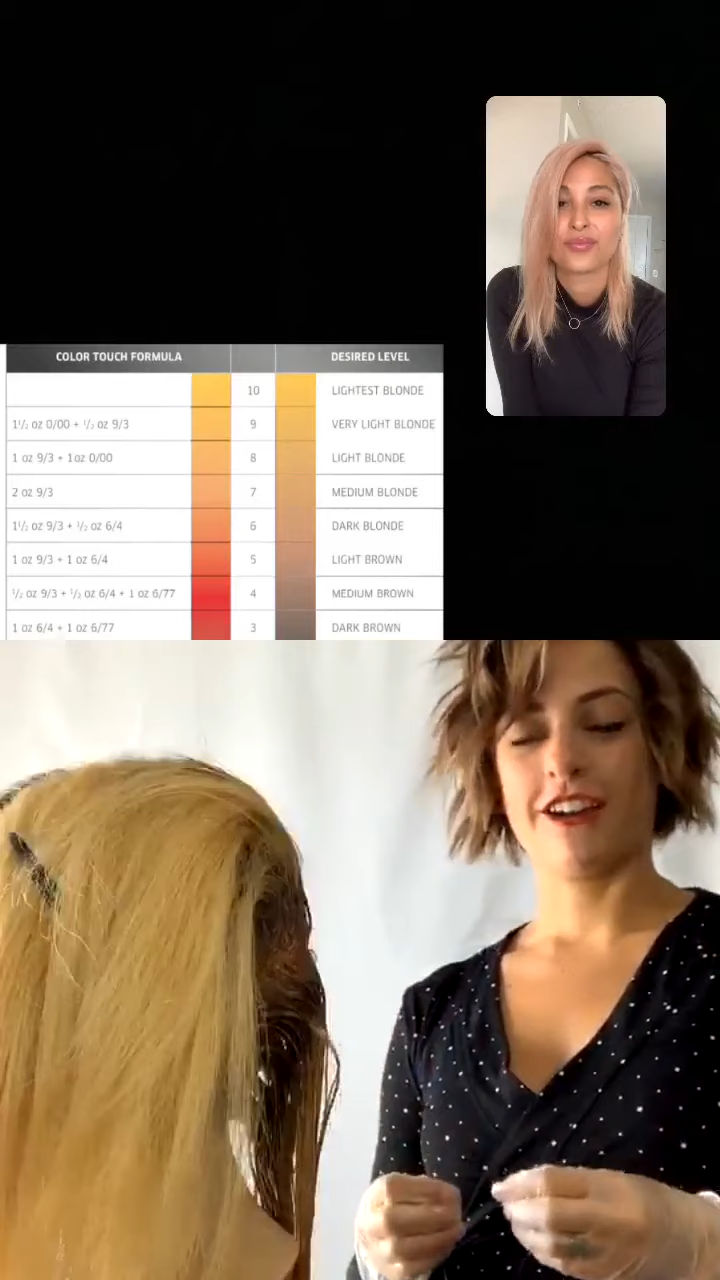 COLOR TOUCH FORMULA DESIRED LEVEL
10 LIGHTEST BLONDE
1½ oz 0/00 + ½ oz 9/3 9 VERY LIGHT BLONDE
1 oz 9/3 + 1oz 0/00 8 LIGHT BLONDE
2 oz 9/3 7 MEDIUM BLONDE
1½ oz 9/3 + ½ oz 6/4 6 DARK BLONDE
1 oz 9/3 + 1 oz 6/4 5 LIGHT BROWN
½ oz 9/3 + ½ oz 6/4 + 1 oz 6/77 4 MEDIUM BROWN
1 oz 6/4 + 1 oz 6/77 3 DARK BROWN